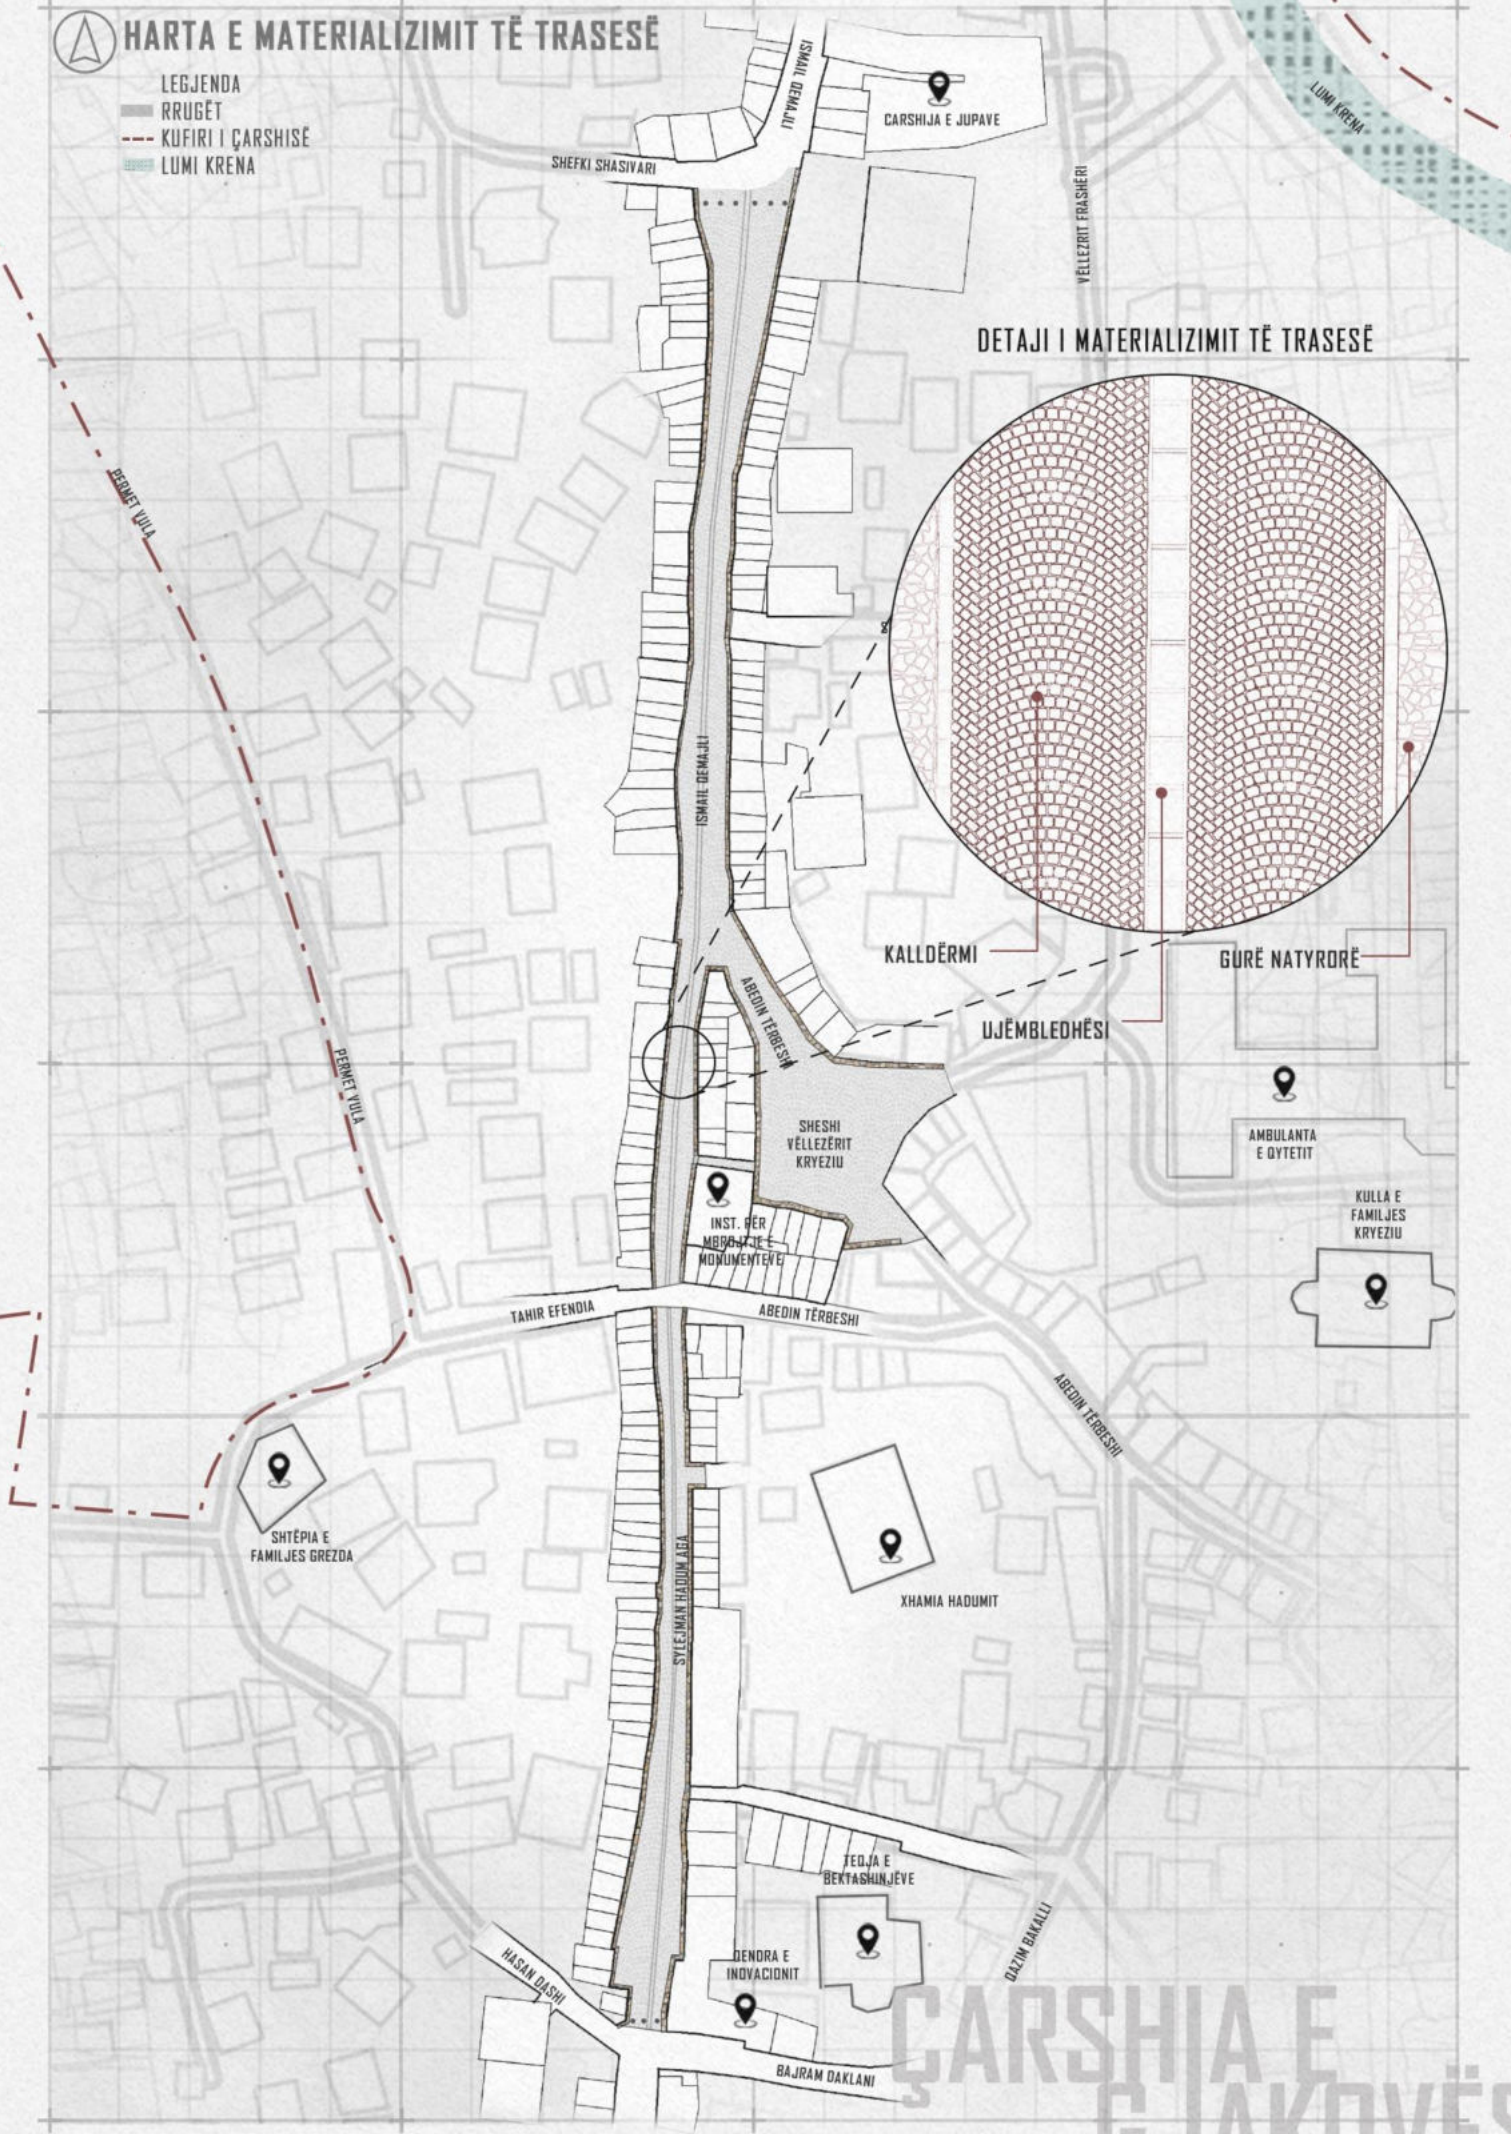 HARTA E MATERIALIZIMIT TË TRASESË
LEGJENDA
RRUGËT
KUFIRI I ÇARSHISË
LUMI KRENA
ISMAIL QEMAJLI
CARSHIJA E JUPAVE
SHEFKI SHASIVARI
LUMI KRENA
VËLLEZRIT FRASHËRI
DETAJI I MATERIALIZIMIT TË TRASESË
PERMET VULA
ISMAIL QEMAJLI
KALLDËRMI
GURË NATYRORË
UJËMBLEDHËSI
ABEDIN TËRBESHI
PERMET VULA
SHESHI
VËLLEZËRIT
KRYEZIU
AMBULANTA
E QYTETIT
KULLA E
FAMILJES
KRYEZIU
INST. PËR
MBROJTJE E
MONUMENTEVE
TAHIR EFENDIA
ABEDIN TËRBESHI
ABEDIN TËRBESHI
SHTËPIA E
FAMILJES GREZDA
SYLEJMAN HADUM AGA
XHAMIA HADUMIT
TEQJA E
BEKTASHINJËVE
QAZIM BAKALLI
HASAN DASHI
QENDRA E
INOVACIONIT
BAJRAM DAKLANI
ÇARSHIA E
GJAKOVËS